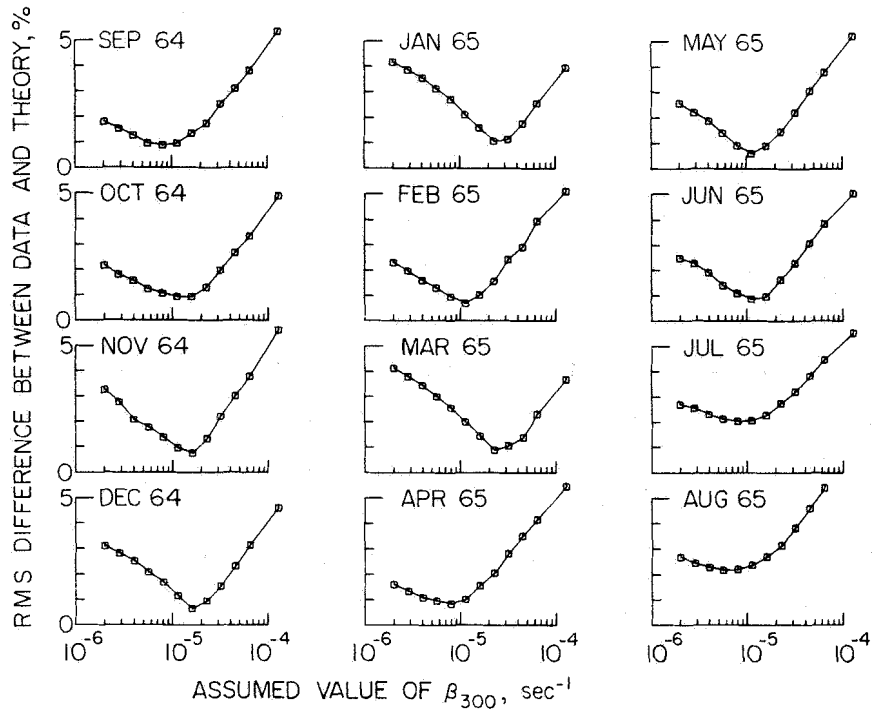 RMS DIFFERENCE BETWEEN DATA AND THEORY, %
5 SEP 64
0
JAN 65
MAY 65
5 OCT 64
0
FEB 65
JUN 65
5 NOV 64
0
MAR 65
JUL 65
5 DEC 64
0
APR 65
AUG 65
10⁻⁶ 10⁻⁵ 10⁻⁴ 10⁻⁶ 10⁻⁵ 10⁻⁴ 10⁻⁶ 10⁻⁵ 10⁻⁴
ASSUMED VALUE OF β₃₀₀, sec⁻¹